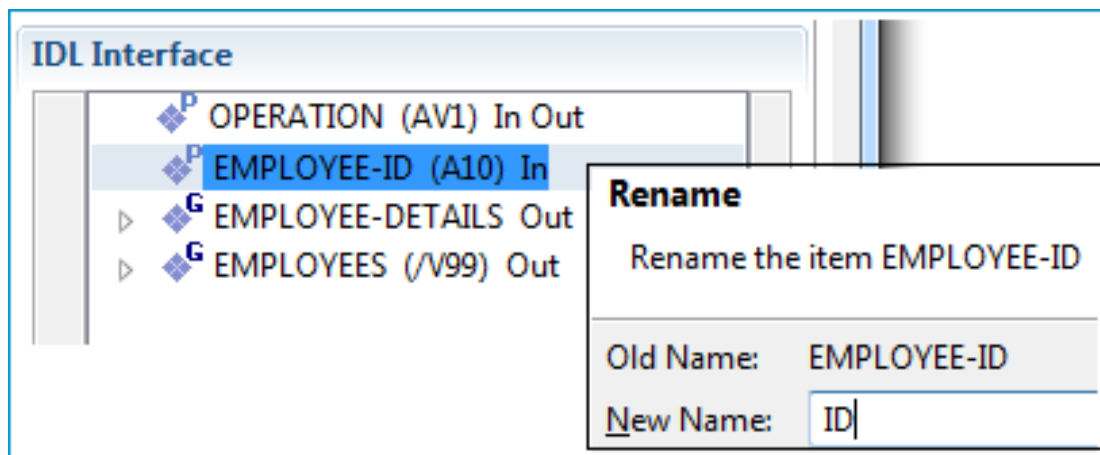 IDL Interface
P OPERATION (AV1) In Out
P EMPLOYEE-ID (A10) In
G EMPLOYEE-DETAILS Out
G EMPLOYEES (/V99) Out
Rename
Rename the item EMPLOYEE-ID
Old Name: EMPLOYEE-ID
New Name: ID